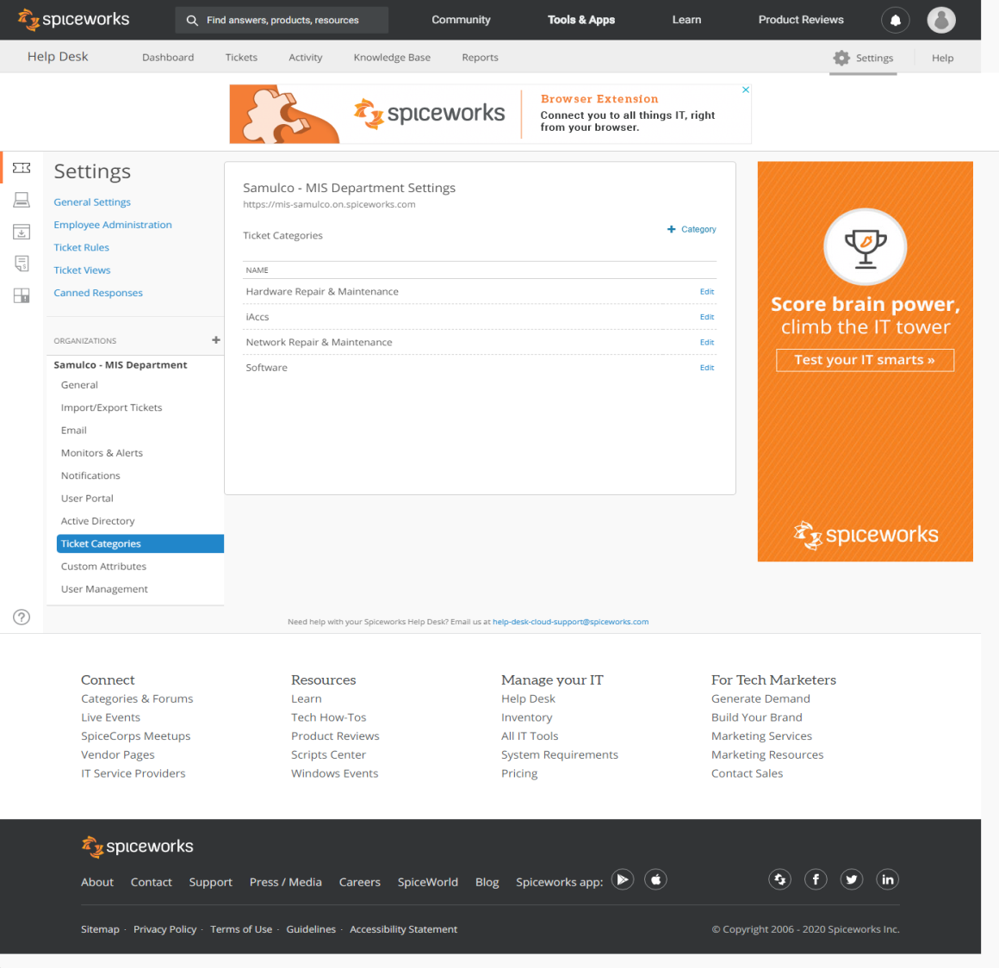 spiceworks
Find answers, products, resources
Community
Tools & Apps
Learn
Product Reviews
Help Desk
Dashboard
Tickets
Activity
Knowledge Base
Reports
Settings
Help
spiceworks
Browser Extension
Connect you to all things IT, right
from your browser.
Settings
General Settings
Employee Administration
Ticket Rules
Ticket Views
Canned Responses
ORGANIZATIONS
Samulco - MIS Department
General
Import/Export Tickets
Email
Monitors & Alerts
Notifications
User Portal
Active Directory
Ticket Categories
Custom Attributes
User Management
Samulco - MIS Department Settings
https://mis-samulco.on.spiceworks.com
Ticket Categories
+ Category
NAME
Hardware Repair & Maintenance Edit
iAccs Edit
Network Repair & Maintenance Edit
Software Edit
Score brain power,
climb the IT tower
Test your IT smarts »
spiceworks
Need help with your Spiceworks Help Desk? Email us at help-desk-cloud-support@spiceworks.com
Connect
Categories & Forums
Live Events
SpiceCorps Meetups
Vendor Pages
IT Service Providers
Resources
Learn
Tech How-Tos
Product Reviews
Scripts Center
Windows Events
Manage your IT
Help Desk
Inventory
All IT Tools
System Requirements
Pricing
For Tech Marketers
Generate Demand
Build Your Brand
Marketing Services
Marketing Resources
Contact Sales
spiceworks
About Contact Support Press / Media Careers SpiceWorld Blog Spiceworks app:
Sitemap · Privacy Policy · Terms of Use · Guidelines · Accessibility Statement
© Copyright 2006 - 2020 Spiceworks Inc.